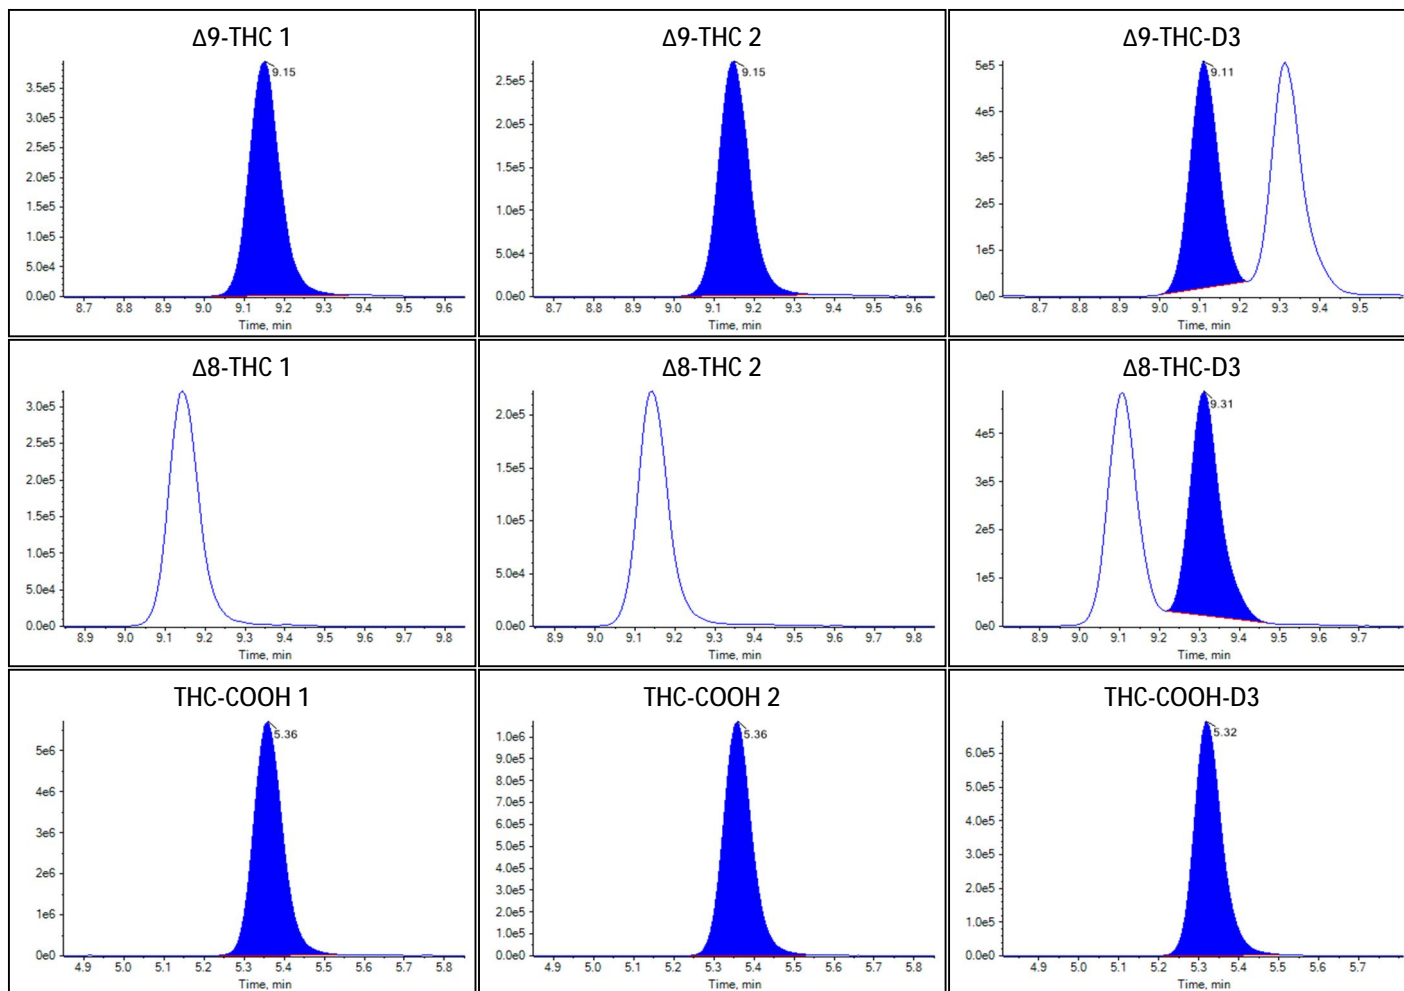 Δ9-THC 1
9.15
3.5e5
3.0e5
2.5e5
2.0e5
1.5e5
1.0e5
5.0e4
0.0e0
8.7 8.8 8.9 9.0 9.1 9.2 9.3 9.4 9.5 9.6
Time, min
Δ9-THC 2
9.15
2.5e5
2.0e5
1.5e5
1.0e5
5.0e4
0.0e0
8.7 8.8 8.9 9.0 9.1 9.2 9.3 9.4 9.5 9.6
Time, min
Δ9-THC-D3
9.11
5e5
4e5
3e5
2e5
1e5
0e0
8.7 8.8 8.9 9.0 9.1 9.2 9.3 9.4 9.5
Time, min
Δ8-THC 1
3.0e5
2.5e5
2.0e5
1.5e5
1.0e5
5.0e4
0.0e0
8.9 9.0 9.1 9.2 9.3 9.4 9.5 9.6 9.7 9.8
Time, min
Δ8-THC 2
2.0e5
1.5e5
1.0e5
5.0e4
0.0e0
8.9 9.0 9.1 9.2 9.3 9.4 9.5 9.6 9.7 9.8
Time, min
Δ8-THC-D3
9.31
4e5
3e5
2e5
1e5
0e0
8.9 9.0 9.1 9.2 9.3 9.4 9.5 9.6 9.7
Time, min
THC-COOH 1
5.36
5e6
4e6
3e6
2e6
1e6
0e0
4.9 5.0 5.1 5.2 5.3 5.4 5.5 5.6 5.7 5.8
Time, min
THC-COOH 2
5.36
1.0e6
9.0e5
8.0e5
7.0e5
6.0e5
5.0e5
4.0e5
3.0e5
2.0e5
1.0e5
0.0e0
4.9 5.0 5.1 5.2 5.3 5.4 5.5 5.6 5.7 5.8
Time, min
THC-COOH-D3
5.32
6.0e5
5.0e5
4.0e5
3.0e5
2.0e5
1.0e5
0.0e0
4.9 5.0 5.1 5.2 5.3 5.4 5.5 5.6 5.7
Time, min